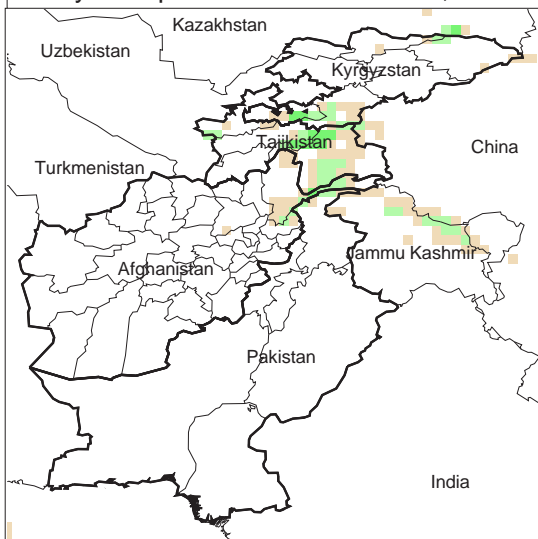 Kazakhstan
Uzbekistan
Kyrgyzstan
Tajikistan
China
Turkmenistan
Jammu Kashmir
Afghanistan
Pakistan
India